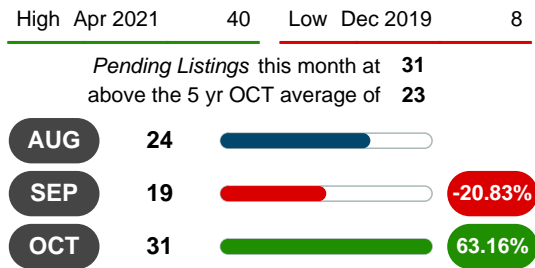 High Apr 2021 40 Low Dec 2019 8
Pending Listings this month at 31
above the 5 yr OCT average of 23
AUG 24
SEP 19 -20.83%
OCT 31 63.16%